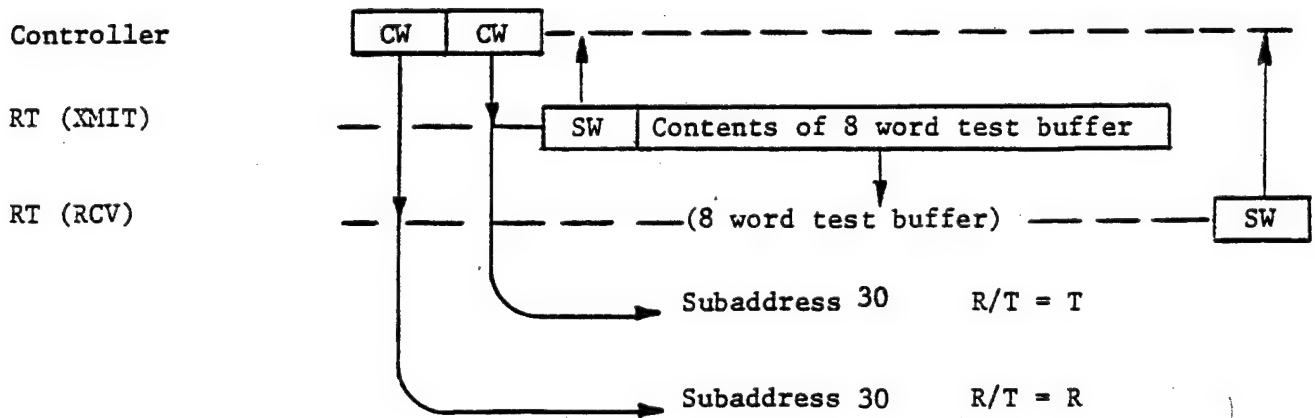 Controller CW CW
RT (XMIT) SW Contents of 8 word test buffer
RT (RCV) (8 word test buffer) SW
Subaddress 30 R/T = T
Subaddress 30 R/T = R